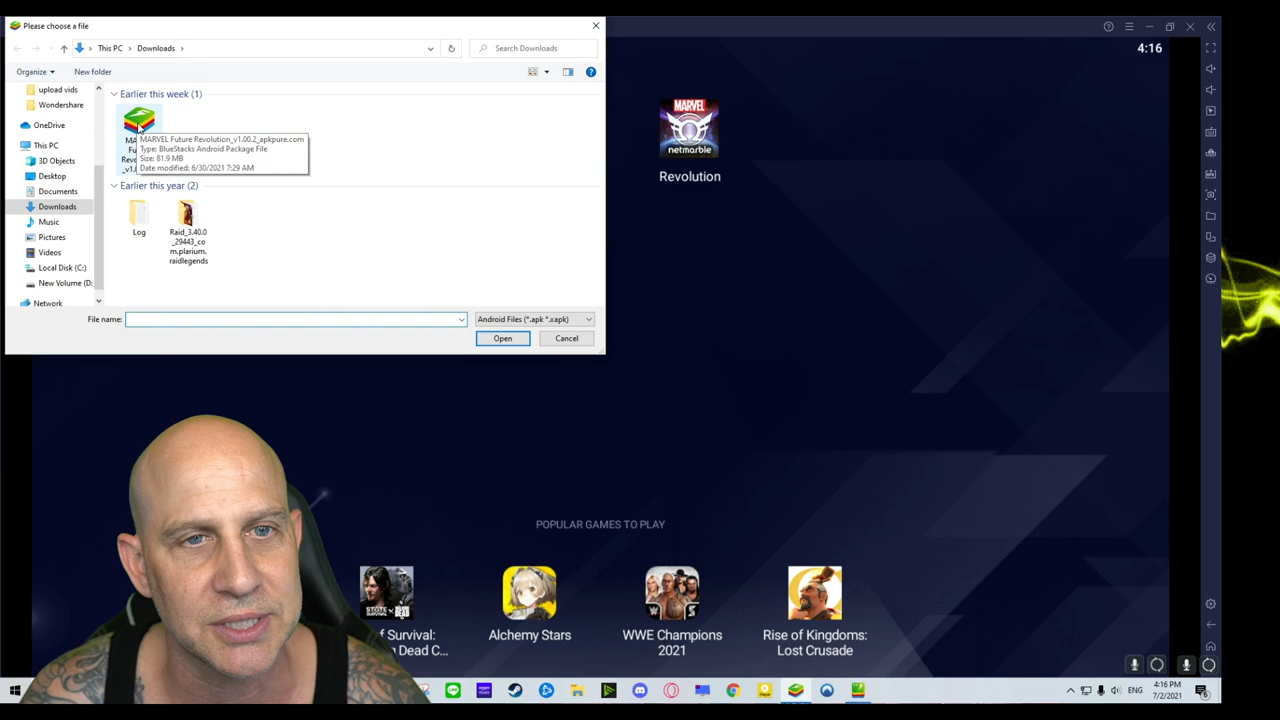 Please choose a file
This PC > Downloads >
Search Downloads
Organize
New folder
upload vids
Wondershare
OneDrive
This PC
3D Objects
Desktop
Documents
Downloads
Music
Pictures
Videos
Local Disk (C:)
New Volume (D:
Network
Earlier this week (1)
MARVEL Future Revolution_v1.00.2_apkpure.com
Type: BlueStacks Android Package File
Size: 81.9 MB
Date modified: 6/30/2021 7:29 AM
Earlier this year (2)
Log
Raid_3.40.0
_29443_co
m.plarium.
raidlegends
File name:
Android Files (*.apk *.xapk)
Open
Cancel
4:16
MARVEL
netmarble
Revolution
POPULAR GAMES TO PLAY
of Survival:
Dead C...
Alchemy Stars
WWE Champions
2021
Rise of Kingdoms:
Lost Crusade
ENG
4:16 PM
7/2/2021